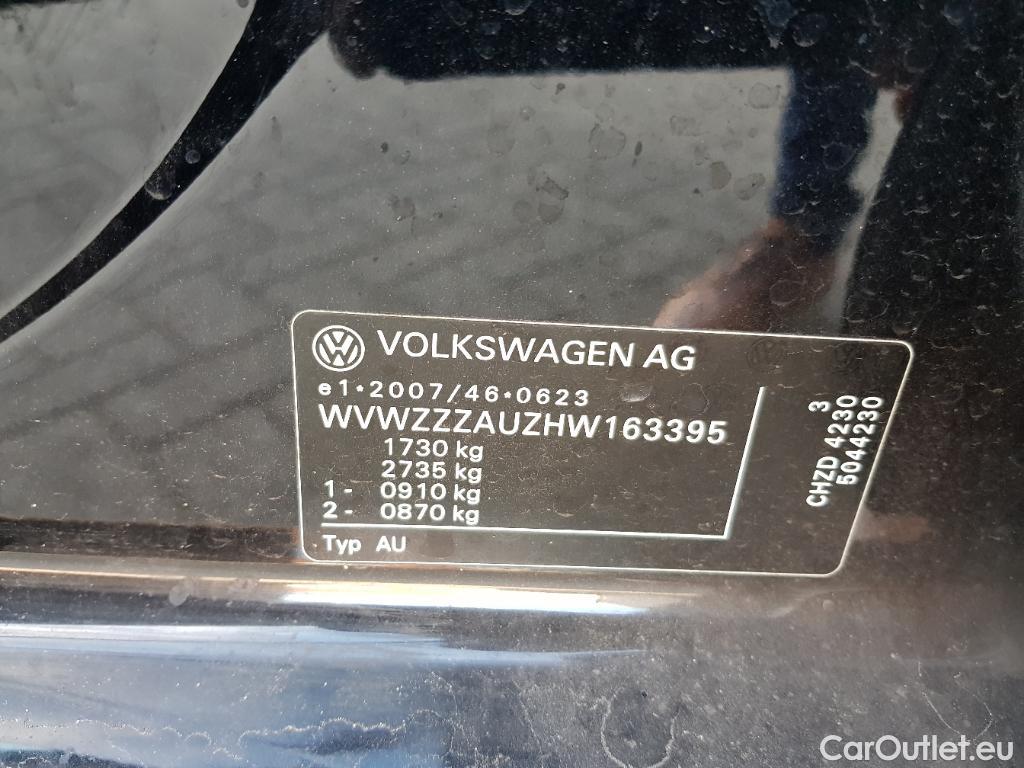 VOLKSWAGEN AG
e1*2007/46*0623
WVWZZZAUZHW163395
1730 kg
2735 kg
1- 0910 kg
2- 0870 kg
Typ AU
3
CHZD 4230
5044230
CarOutlet.eu